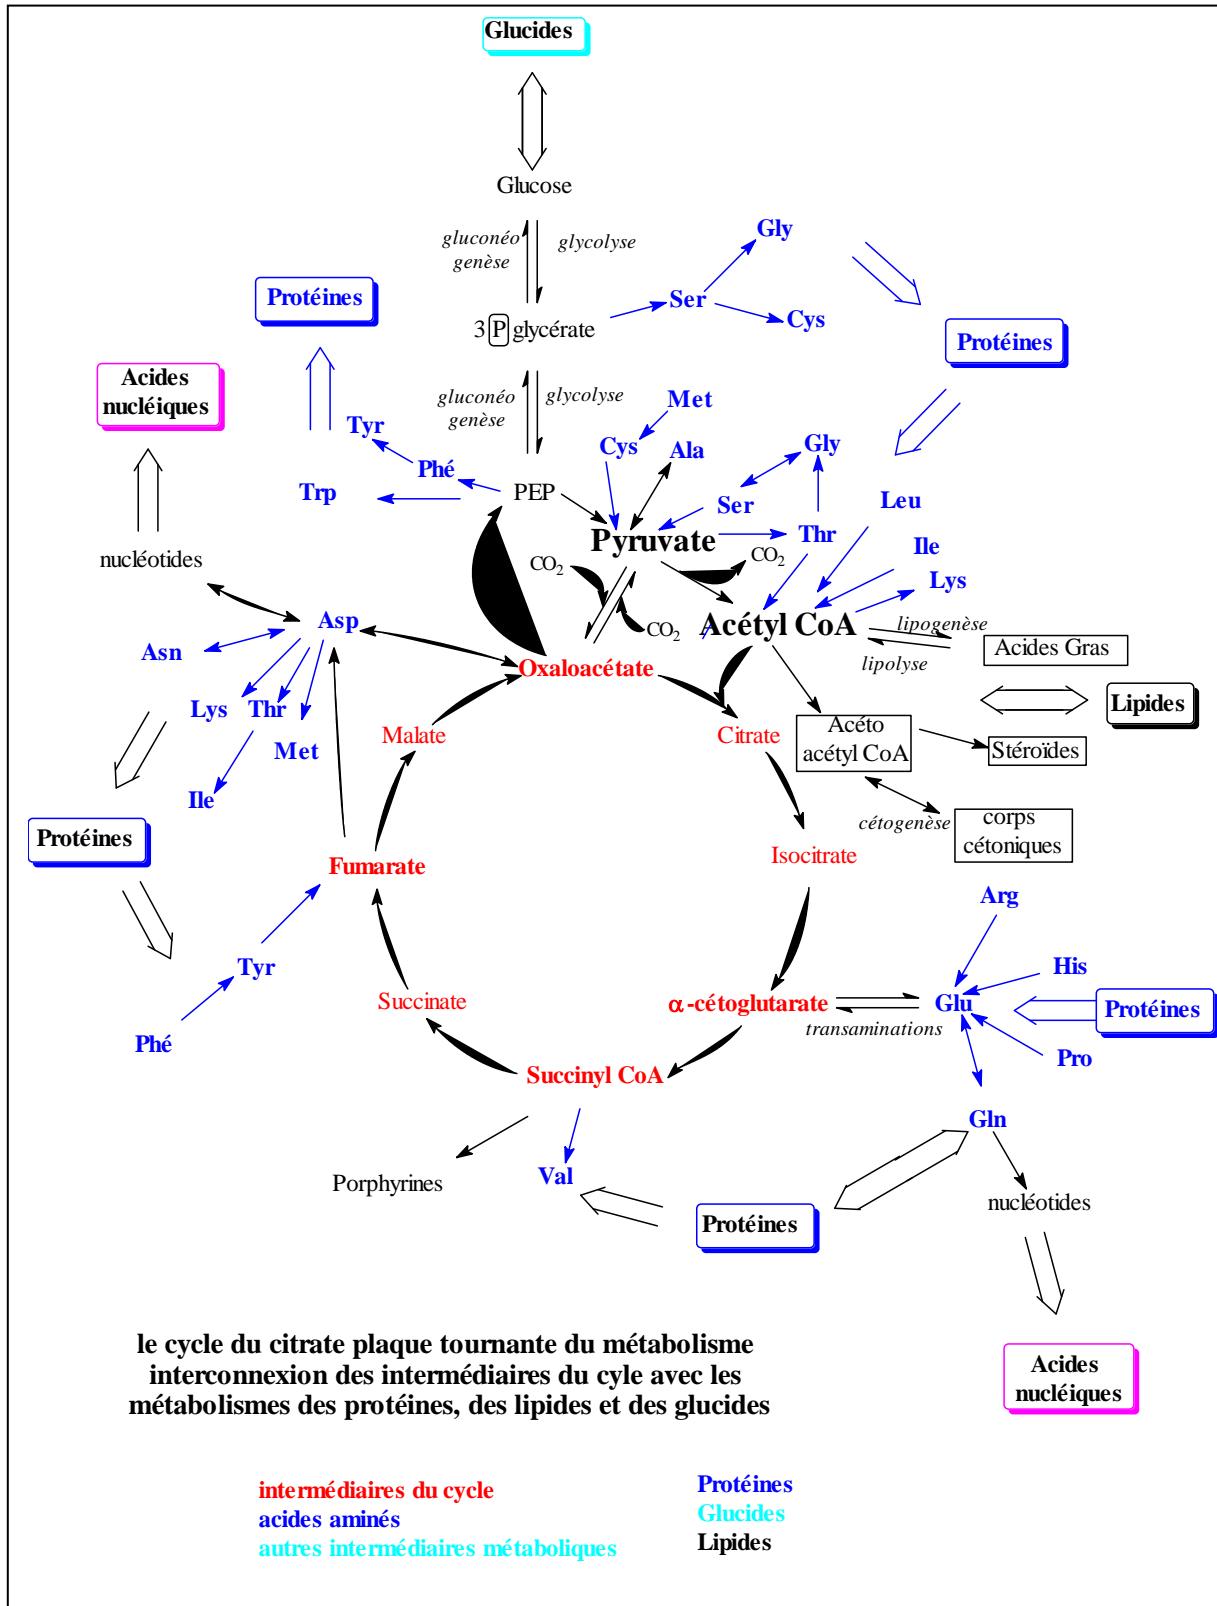 Glucides
Glucose
gluconéo
genèse
glycolyse
Gly
Ser
Cys
Protéines
3 P glycérate
Protéines
Acides
nucléiques
gluconéo
genèse
glycolyse
Met
Cys
Ala
Gly
Tyr
Phé
Trp
PEP
Ser
Leu
Pyruvate
Thr
Ile
nucléotides
CO2
CO2
Lys
Asp
CO2
Acétyl CoA
lipogenèse
lipolyse
Acides Gras
Asn
Oxaloacétate
Lys
Thr
Met
Ile
Malate
Citrate
Acéto
acétyl CoA
Lipides
Stéroïdes
Protéines
cétogenèse
corps
cétoniques
Fumarate
Isocitrate
Arg
Tyr
His
Succinate
α-cétoglutarate
transaminations
Glu
Protéines
Phé
Pro
Succinyl CoA
Gln
Porphyrines
Val
Protéines
nucléotides
le cycle du citrate plaque tournante du métabolisme
interconnexion des intermédiaires du cyle avec les
métabolismes des protéines, des lipides et des glucides
Acides
nucléiques
intermédiaires du cycle
acides aminés
autres intermédiaires métaboliques
Protéines
Glucides
Lipides